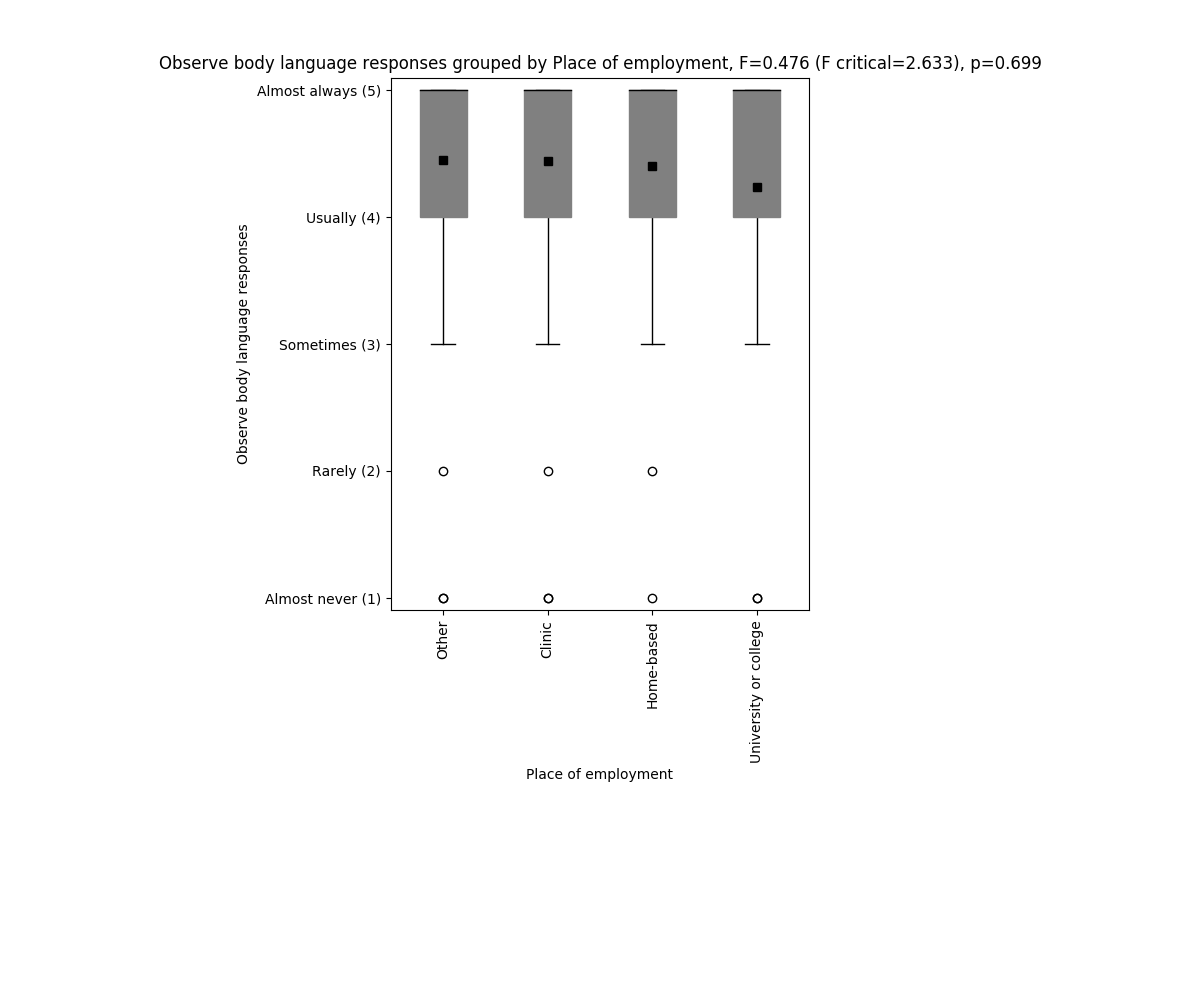 Observe body language responses grouped by Place of employment, F=0.476 (F critical=2.633), p=0.699
Almost always (5)
Usually (4)
Sometimes (3)
Rarely (2)
Almost never (1)
Observe body language responses
Other
Clinic
Home-based
University or college
Place of employment